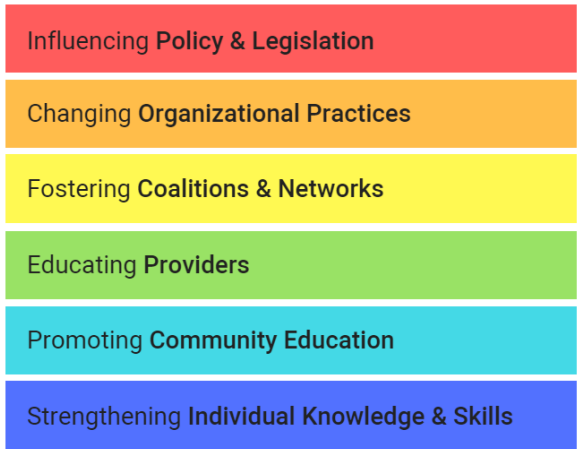 Influencing Policy & Legislation
Changing Organizational Practices
Fostering Coalitions & Networks
Educating Providers
Promoting Community Education
Strengthening Individual Knowledge & Skills